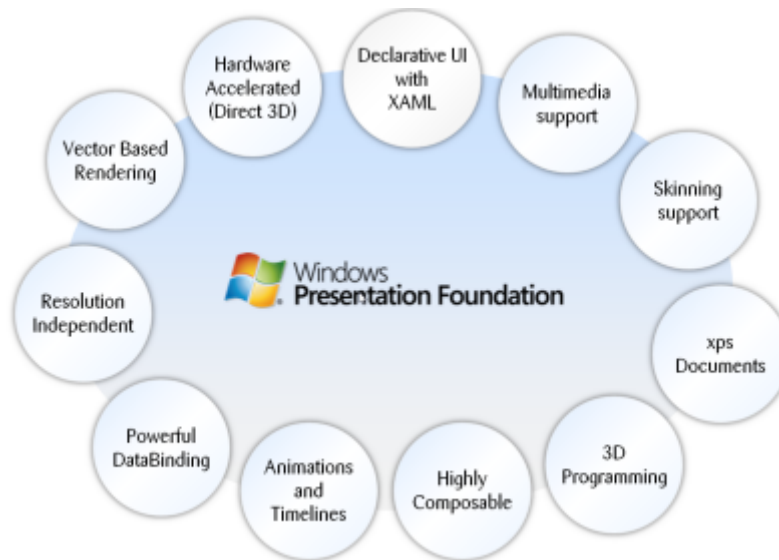 Hardware
Accelerated
(Direct 3D)
Declarative UI
with
XAML
Multimedia
support
Skinning
support
xps
Documents
3D
Programming
Highly
Composable
Animations
and
Timelines
Powerful
DataBinding
Resolution
Independent
Vector Based
Rendering
Windows
Presentation Foundation